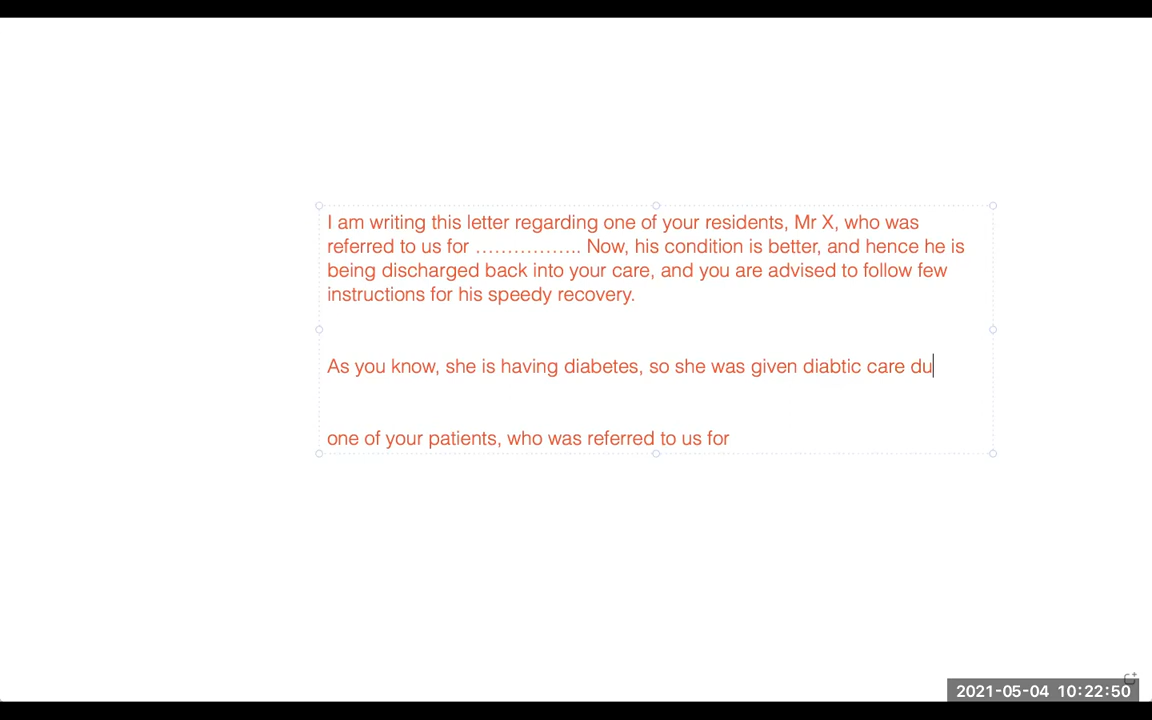 I am writing this letter regarding one of your residents, Mr X, who was
referred to us for …………….. Now, his condition is better, and hence he is
being discharged back into your care, and you are advised to follow few
instructions for his speedy recovery.
As you know, she is having diabetes, so she was given diabtic care du
one of your patients, who was referred to us for
2021-05-04 10:22:50